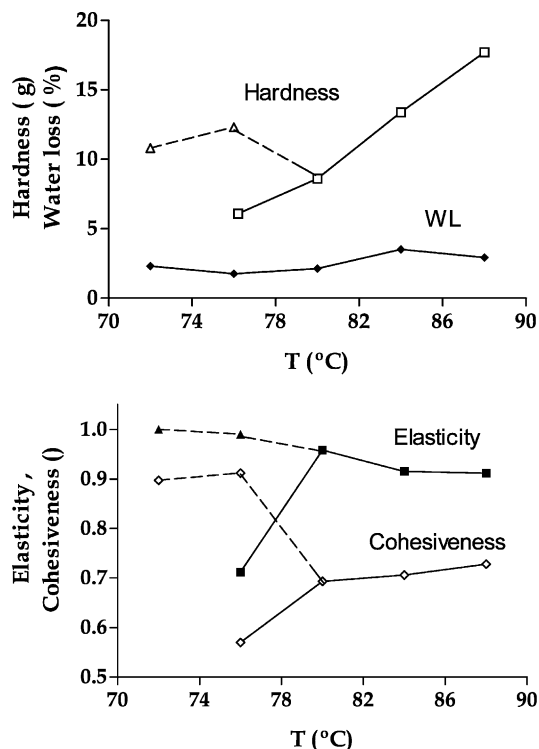 20
15
10
5
0
Hardness ( g)
Water loss ( %)
Hardness
WL
70 74 78 82 86 90
T (ºC)
1.0
0.9
0.8
0.7
0.6
0.5
Elasticity ,
Cohesiveness ()
Elasticity
Cohesiveness
70 74 78 82 86 90
T (ºC)